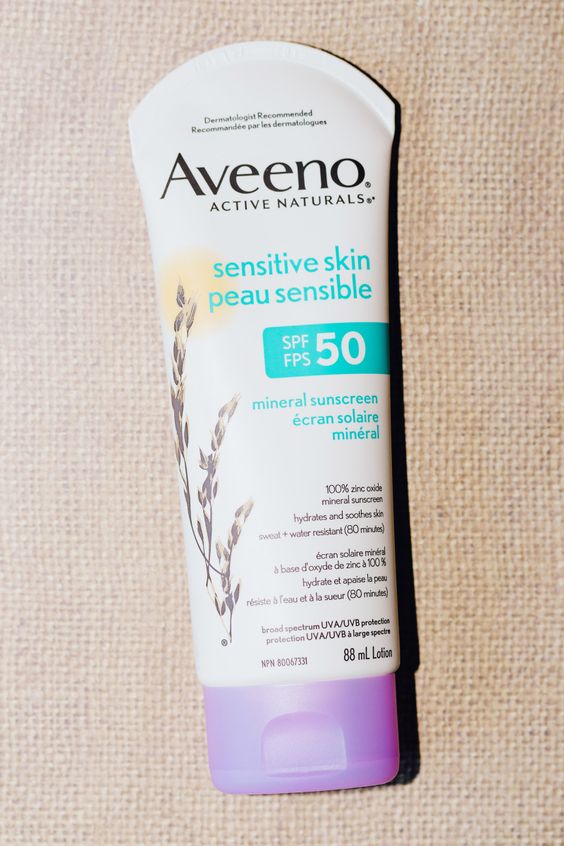 Dermatologist Recommended
Recommandée par les dermatologues
Aveeno®
ACTIVE NATURALS®*
sensitive skin
peau sensible
SPF
FPS 50
mineral sunscreen
écran solaire
minéral
100% zinc oxide
mineral sunscreen
hydrates and soothes skin
sweat + water resistant (80 minutes)
écran solaire minéral
à base d'oxyde de zinc à 100 %
hydrate et apaise la peau
résiste à l'eau et à la sueur (80 minutes)
broad spectrum UVA/UVB protection
protection UVA/UVB à large spectre
®
NPN 80067331
88 mL Lotion